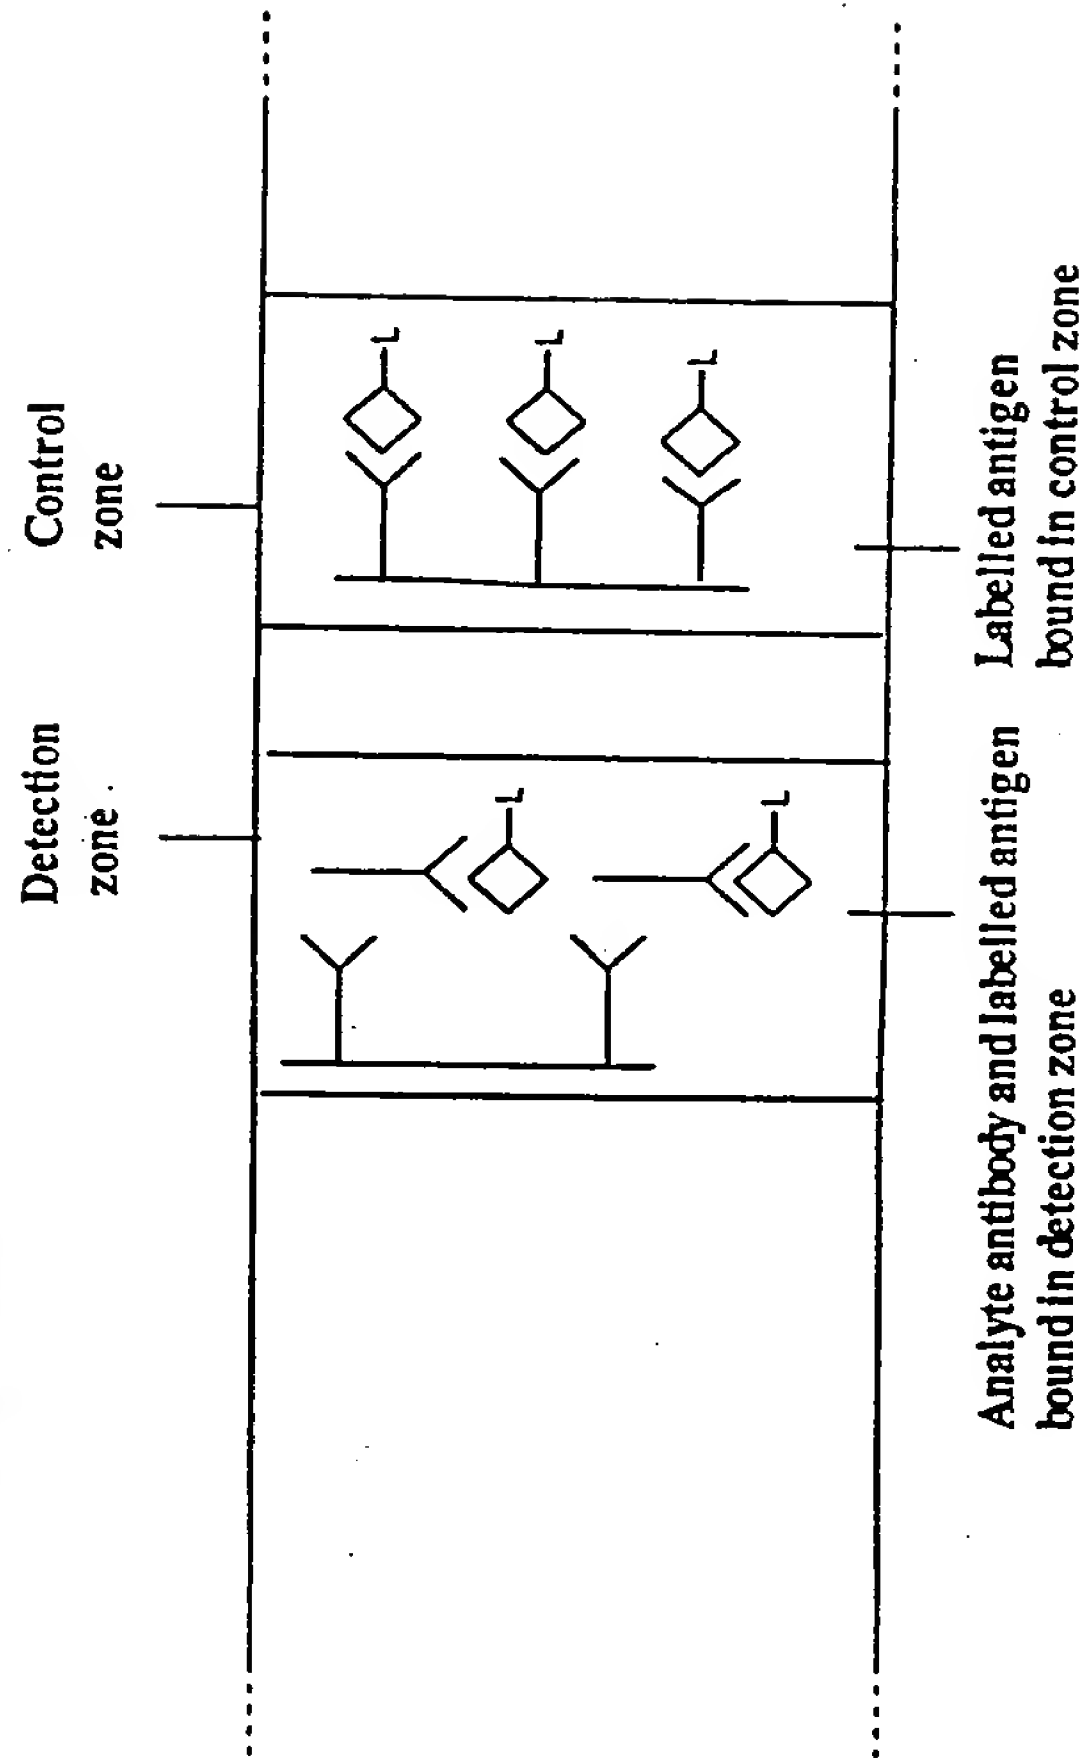 Detection
zone
Control
zone
L
L
L
L
L
Analyte antibody and labelled antigen
bound in detection zone
Labelled antigen
bound in control zone